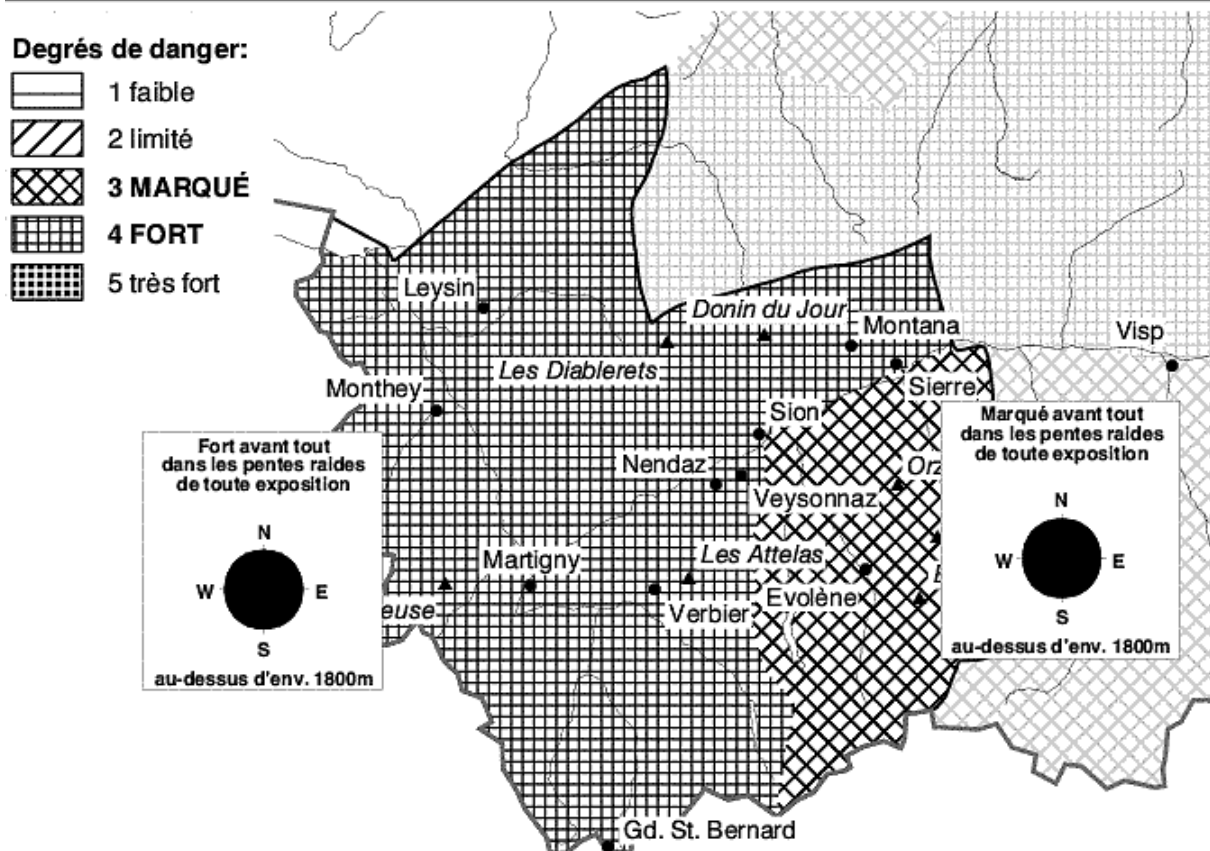 Degrés de danger:
1 faible
2 limité
3 MARQUÉ
4 FORT
5 très fort
Leysin
Donin du Jour
Montana
Visp
Les Diablerets
Sierre
Monthey
Sion
Marqué avant tout
dans les pentes raides
de toute exposition
N
W E
S
au-dessus d'env. 1800m
Fort avant tout
dans les pentes raides
de toute exposition
N
W E
S
au-dessus d'env. 1800m
Nendaz
Veysonnaz
Orz
Martigny
Les Attelas
Evolène
euse
Verbier
Gd. St. Bernard